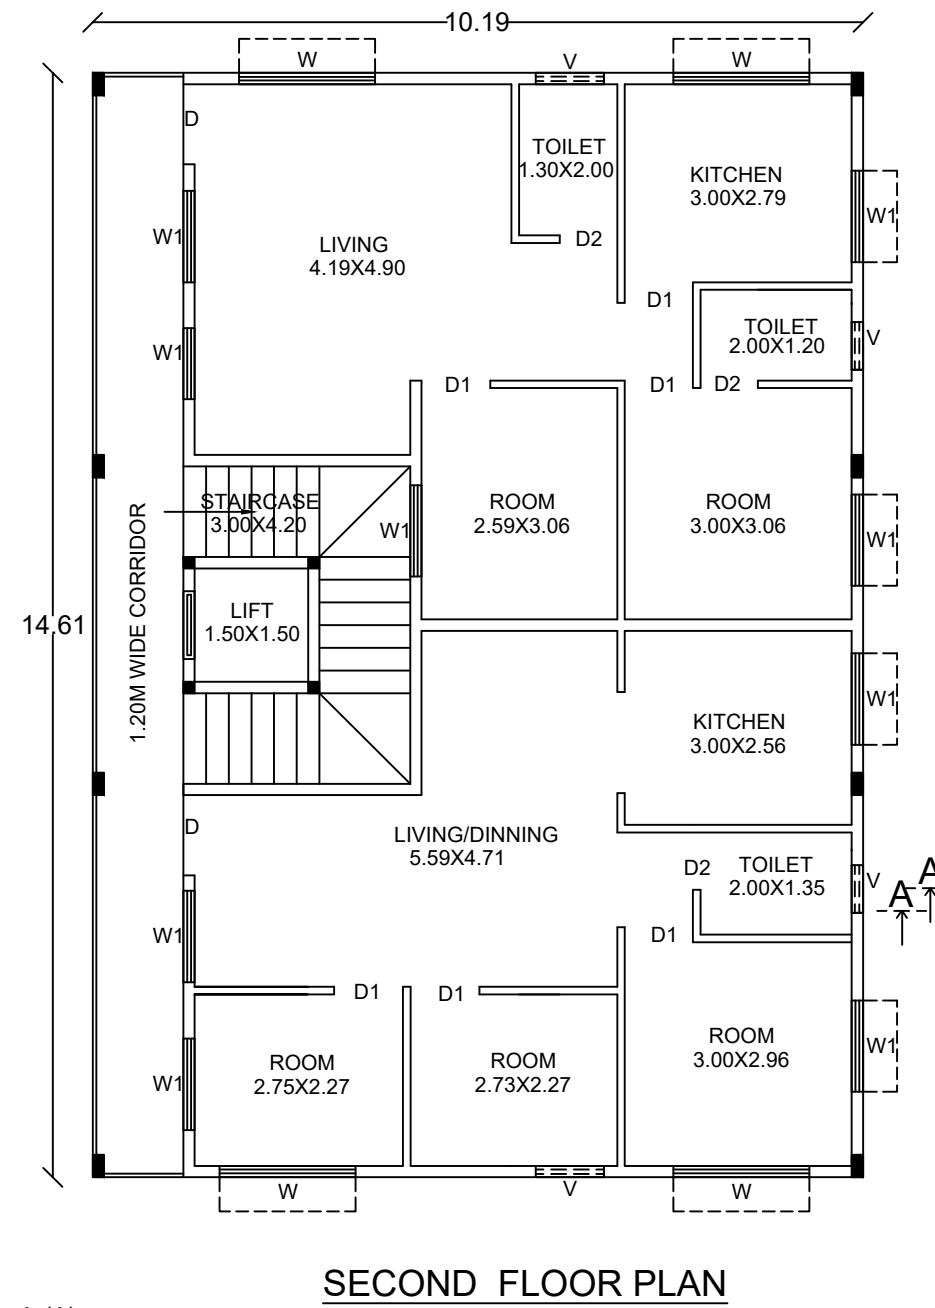 10.19
W
V
W
D
TOILET
1.30X2.00
KITCHEN
3.00X2.79
W1
W1
LIVING
4.19X4.90
D2
D1
TOILET
2.00X1.20
V
W1
D1
D1
D2
STAIRCASE
3.00X4.20
W1
ROOM
2.59X3.06
ROOM
3.00X3.06
W1
14.61
1.20M WIDE CORRIDOR
LIFT
1.50X1.50
KITCHEN
3.00X2.56
W1
D
LIVING/DINNING
5.59X4.71
D2
TOILET
2.00X1.35
V
A
A
W1
D1
D1
D1
ROOM
2.75X2.27
ROOM
2.73X2.27
ROOM
3.00X2.96
W1
W1
W
V
W
SECOND FLOOR PLAN